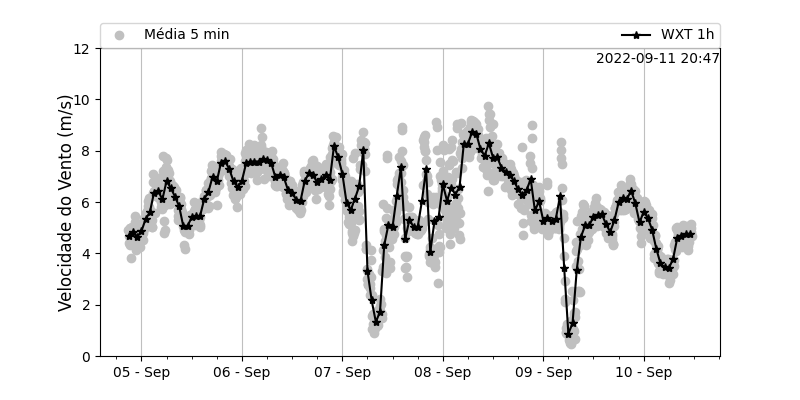 Média 5 min WXT 1h
2022-09-11 20:47
Velocidade do Vento (m/s)
12
10
8
6
4
2
0
05 - Sep 06 - Sep 07 - Sep 08 - Sep 09 - Sep 10 - Sep